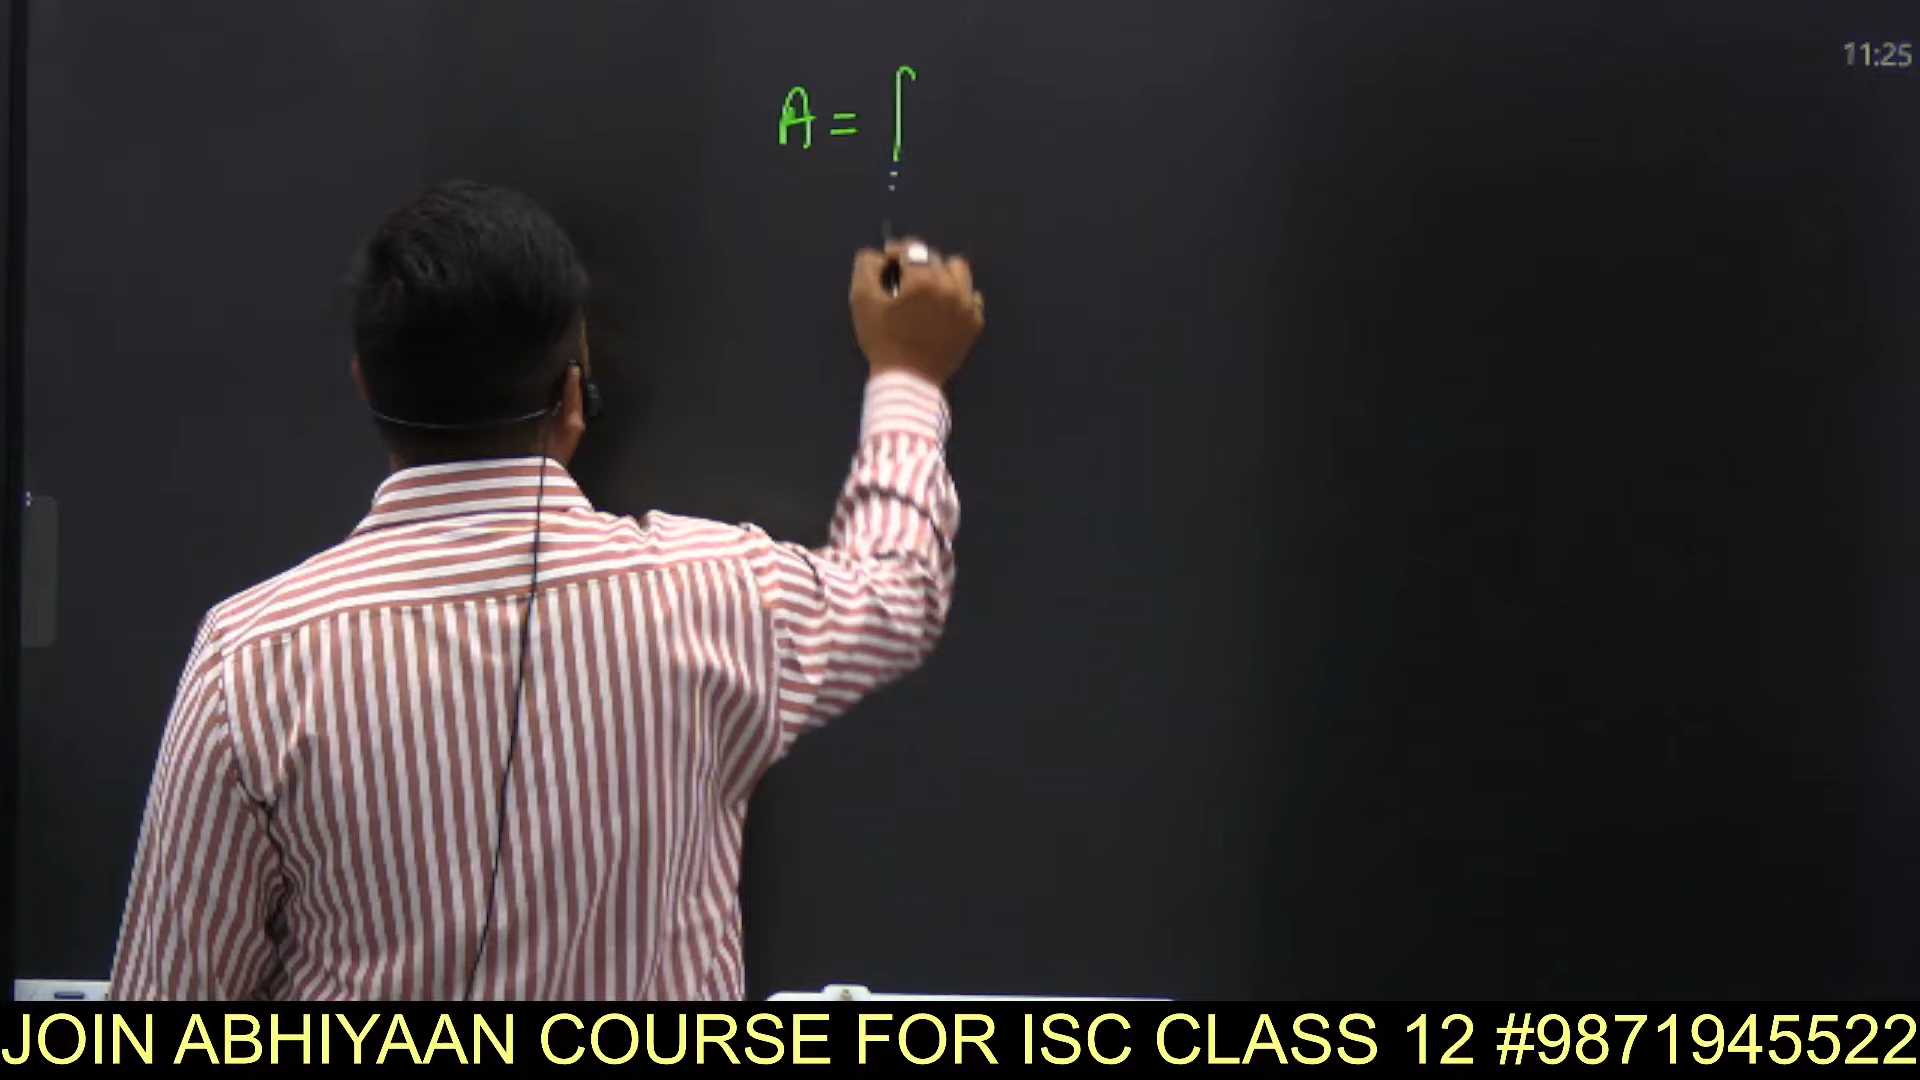 11:25
A = ∫
JOIN ABHIYAAN COURSE FOR ISC CLASS 12 #9871945522